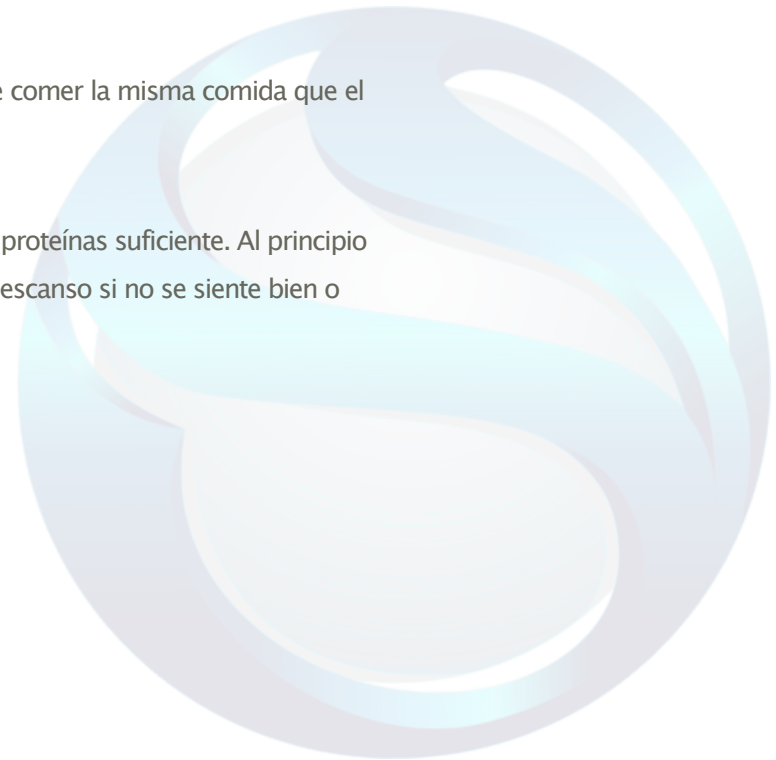 comer la misma comida que el
proteínas suficiente. Al principio
escanso si no se siente bien o